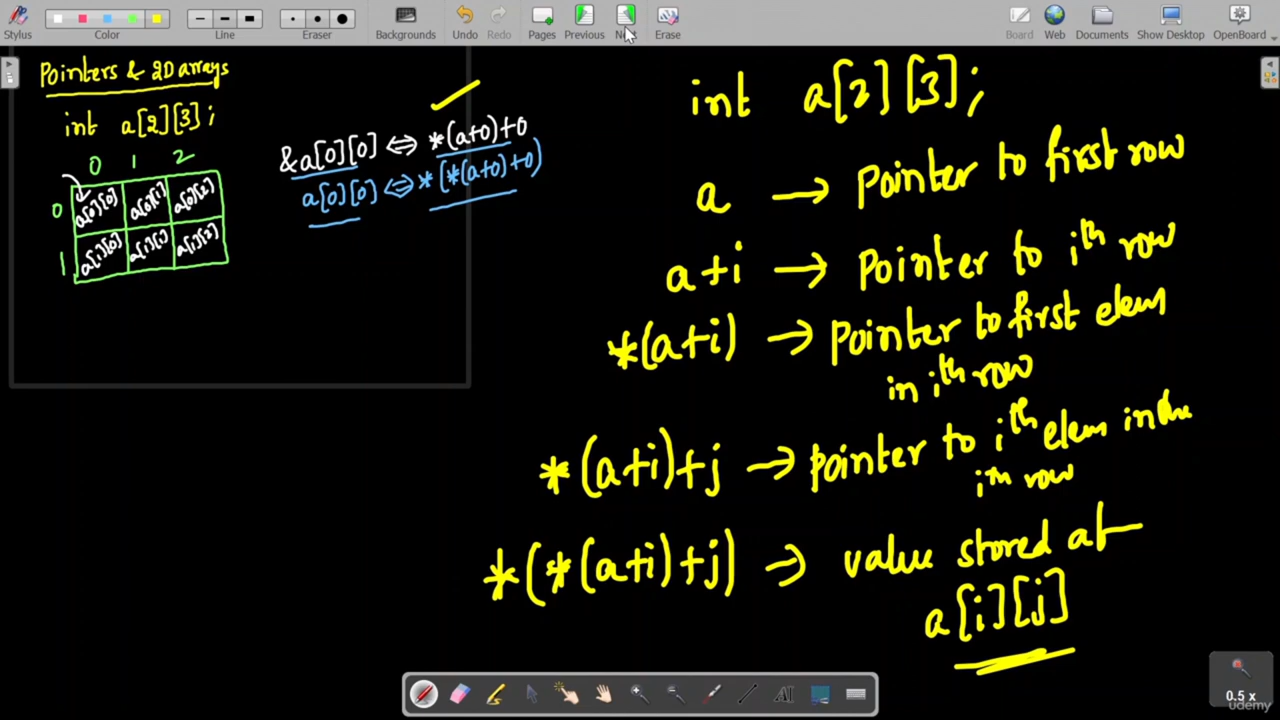 Stylus
Color
Line
Eraser
Backgrounds
Undo
Redo
Pages
Previous
Next
Erase
Board
Web
Documents
Show Desktop
OpenBoard
Pointers & 2D arrays
int a[2][3];
0 1 2
0 a[0][0] a[0][1] a[0][2]
1 a[1][0] a[1][1] a[1][2]
&a[0][0] ⇔ *(a+0)+0
a[0][0] ⇔ *(*(a+0)+0)
int a[2][3];
a → Pointer to first row
a+i → Pointer to ith row
*(a+i) → Pointer to first elem
in ith row
*(a+i)+j → pointer to ith elem in the
ith row
*(*(a+i)+j) ⇒ value stored at
a[i][j]
0.5 x
udemy